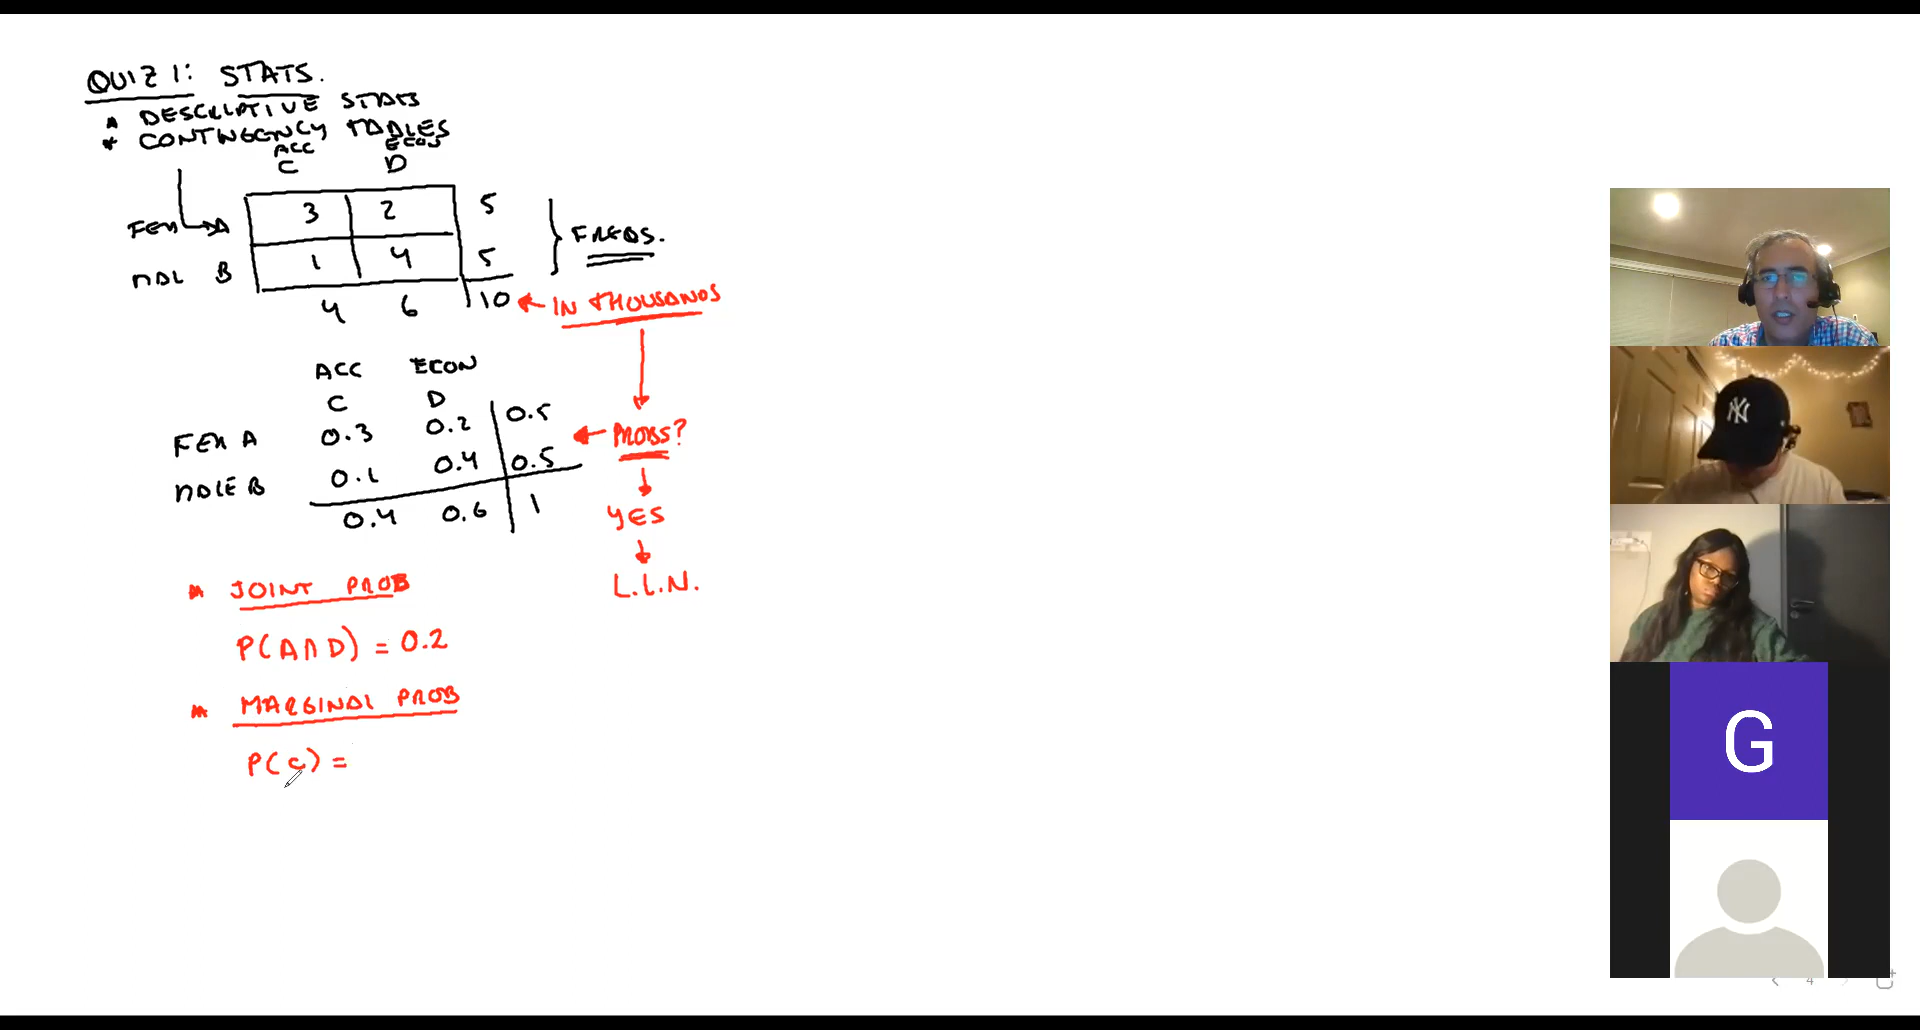 QUIZ 1: STATS.
* DESCRIPTIVE STATS
* CONTINGENCY TABLES
ACC ECON
C D
FEM A 3 2 5
MAL B 1 4 5
4 6 10
} FREQS.
← IN THOUSANDS
ACC ECON
C D
FEM A 0.3 0.2 0.5
MALE B 0.1 0.4 0.5
0.4 0.6 1
← PROBS?
YES
L.L.N.
* JOINT PROB
P(A∩D) = 0.2
* MARGINAL PROB
P(C) =
NY
G
4